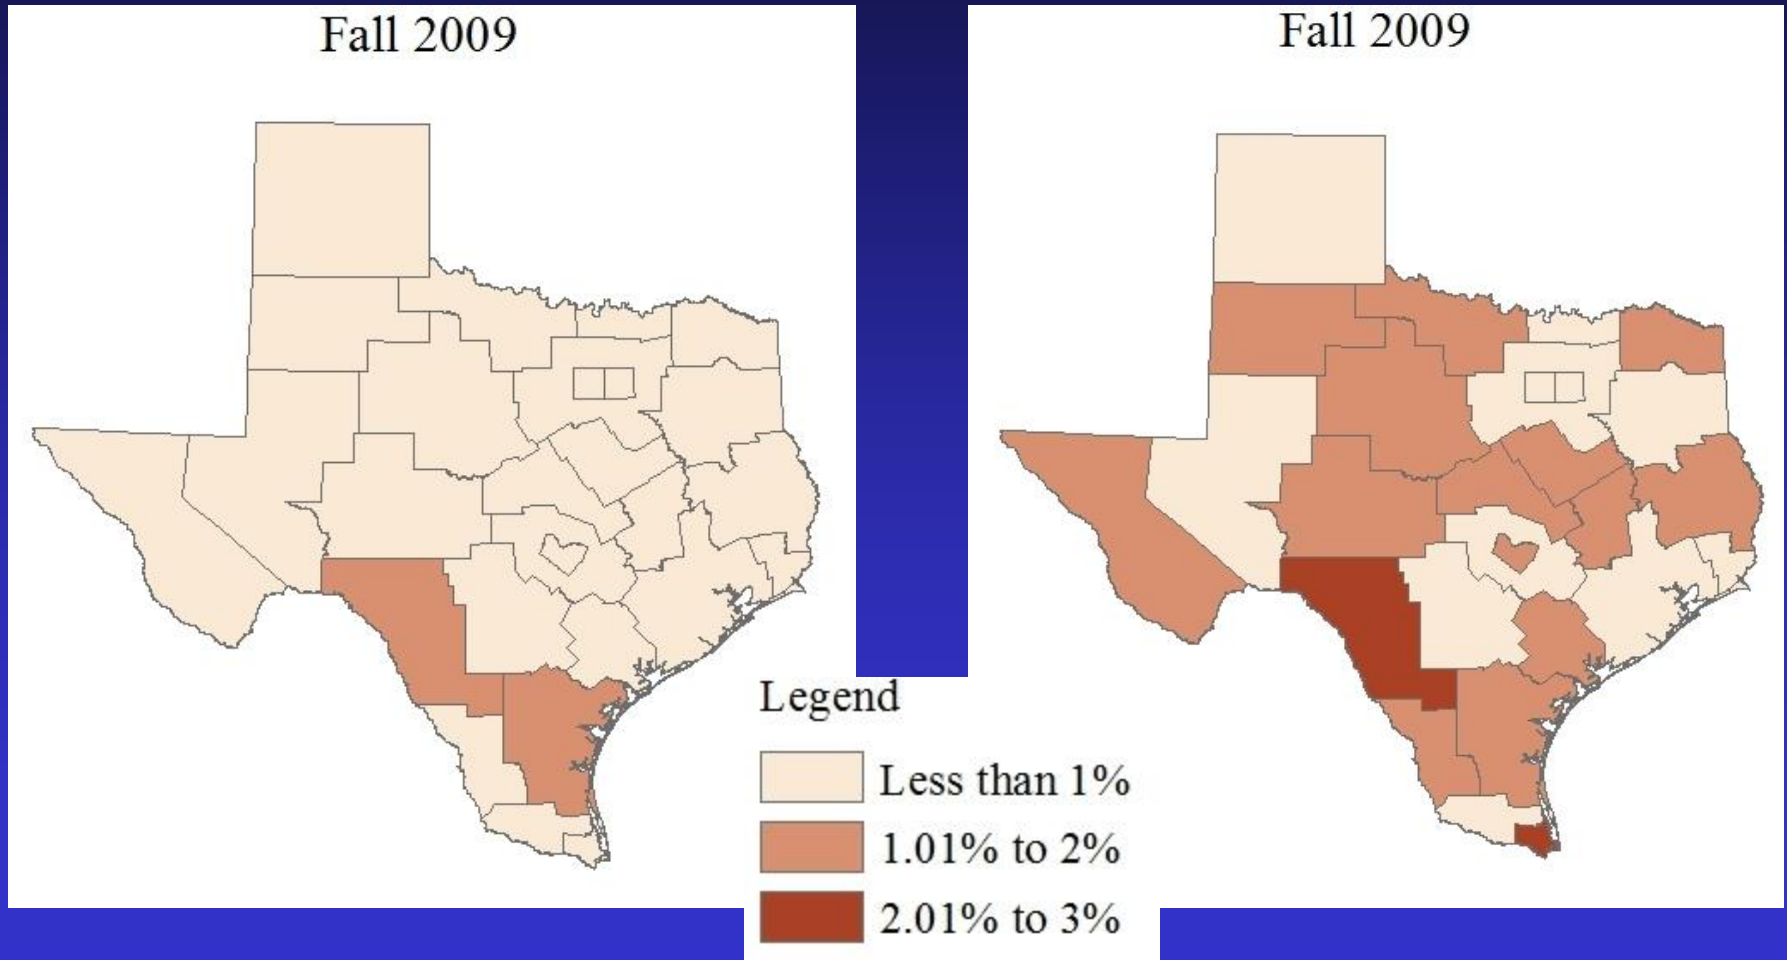 Fall 2009
Fall 2009
Legend
Less than 1%
1.01% to 2%
2.01% to 3%